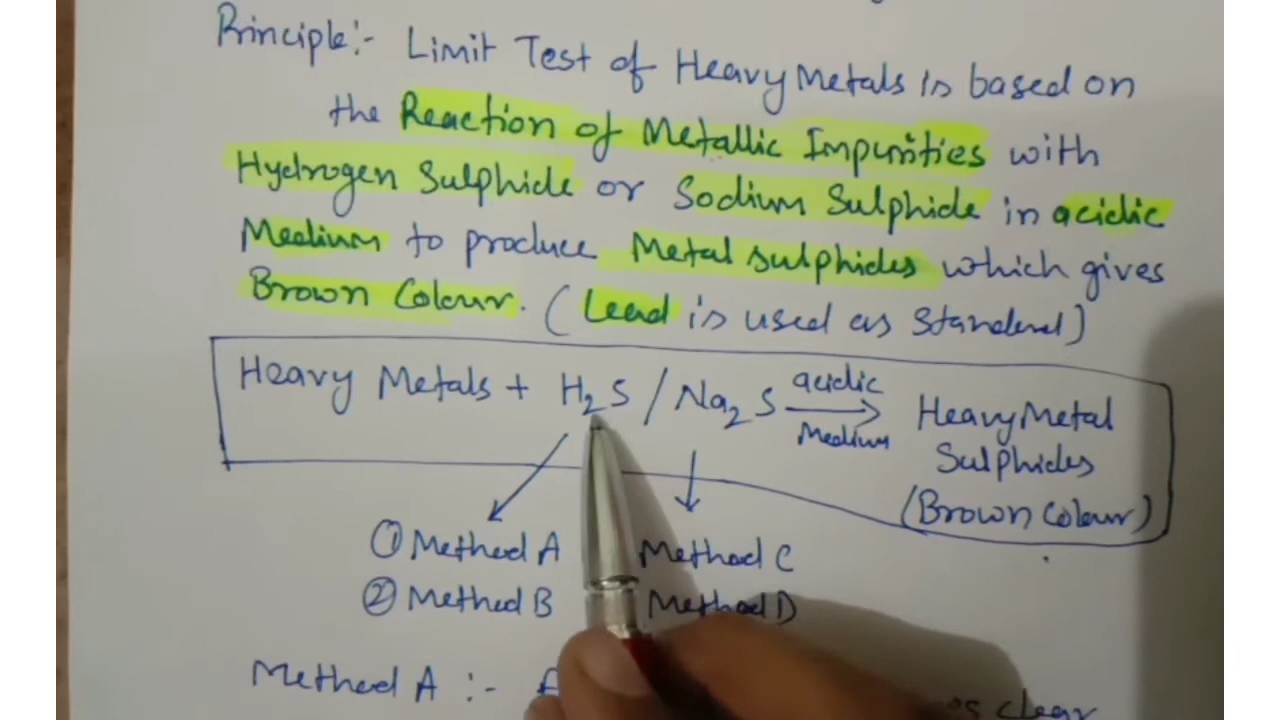 Principle:- Limit Test of Heavy Metals is based on
the Reaction of Metallic Impurities with
Hydrogen Sulphide or Sodium Sulphide in acidic
Medium to produce Metal sulphides which gives
Brown Colour. (Lead is used as Standard)
Heavy Metals + H₂S / Na₂S acidic Medium → Heavy Metal
Sulphides
(Brown Colour)
① Method A
② Method B
Method C
Method D
Method A :-
clear